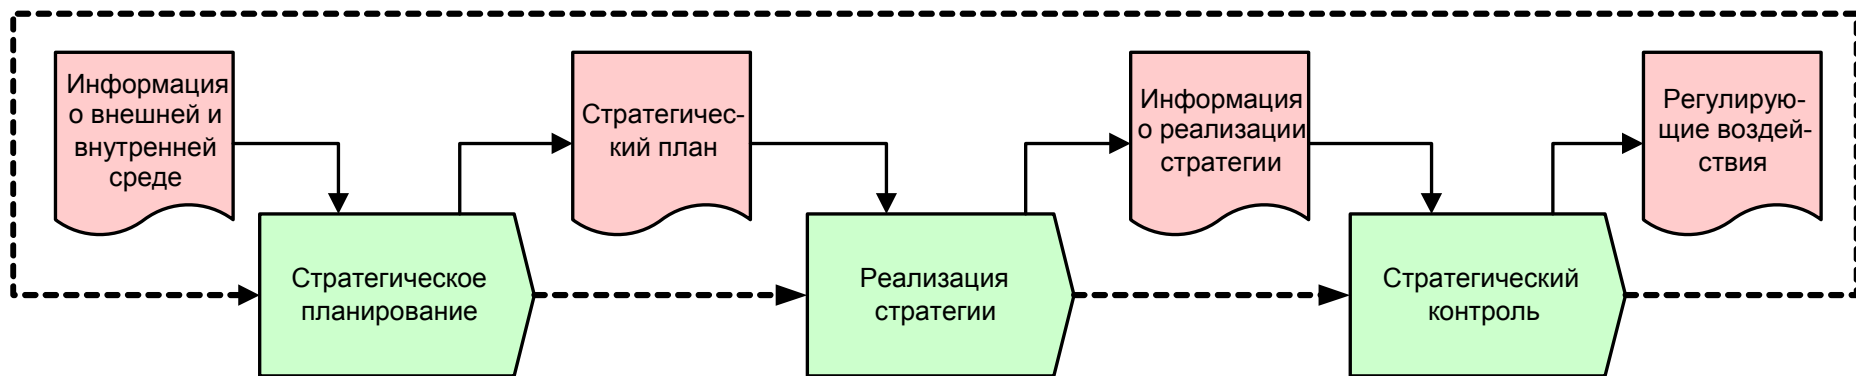 Информация
о внешней и
внутренней
среде
Стратегичес-
кий план
Информация
о реализации
стратегии
Регулирую-
щие воздей-
ствия
Стратегическое
планирование
Реализация
стратегии
Стратегический
контроль